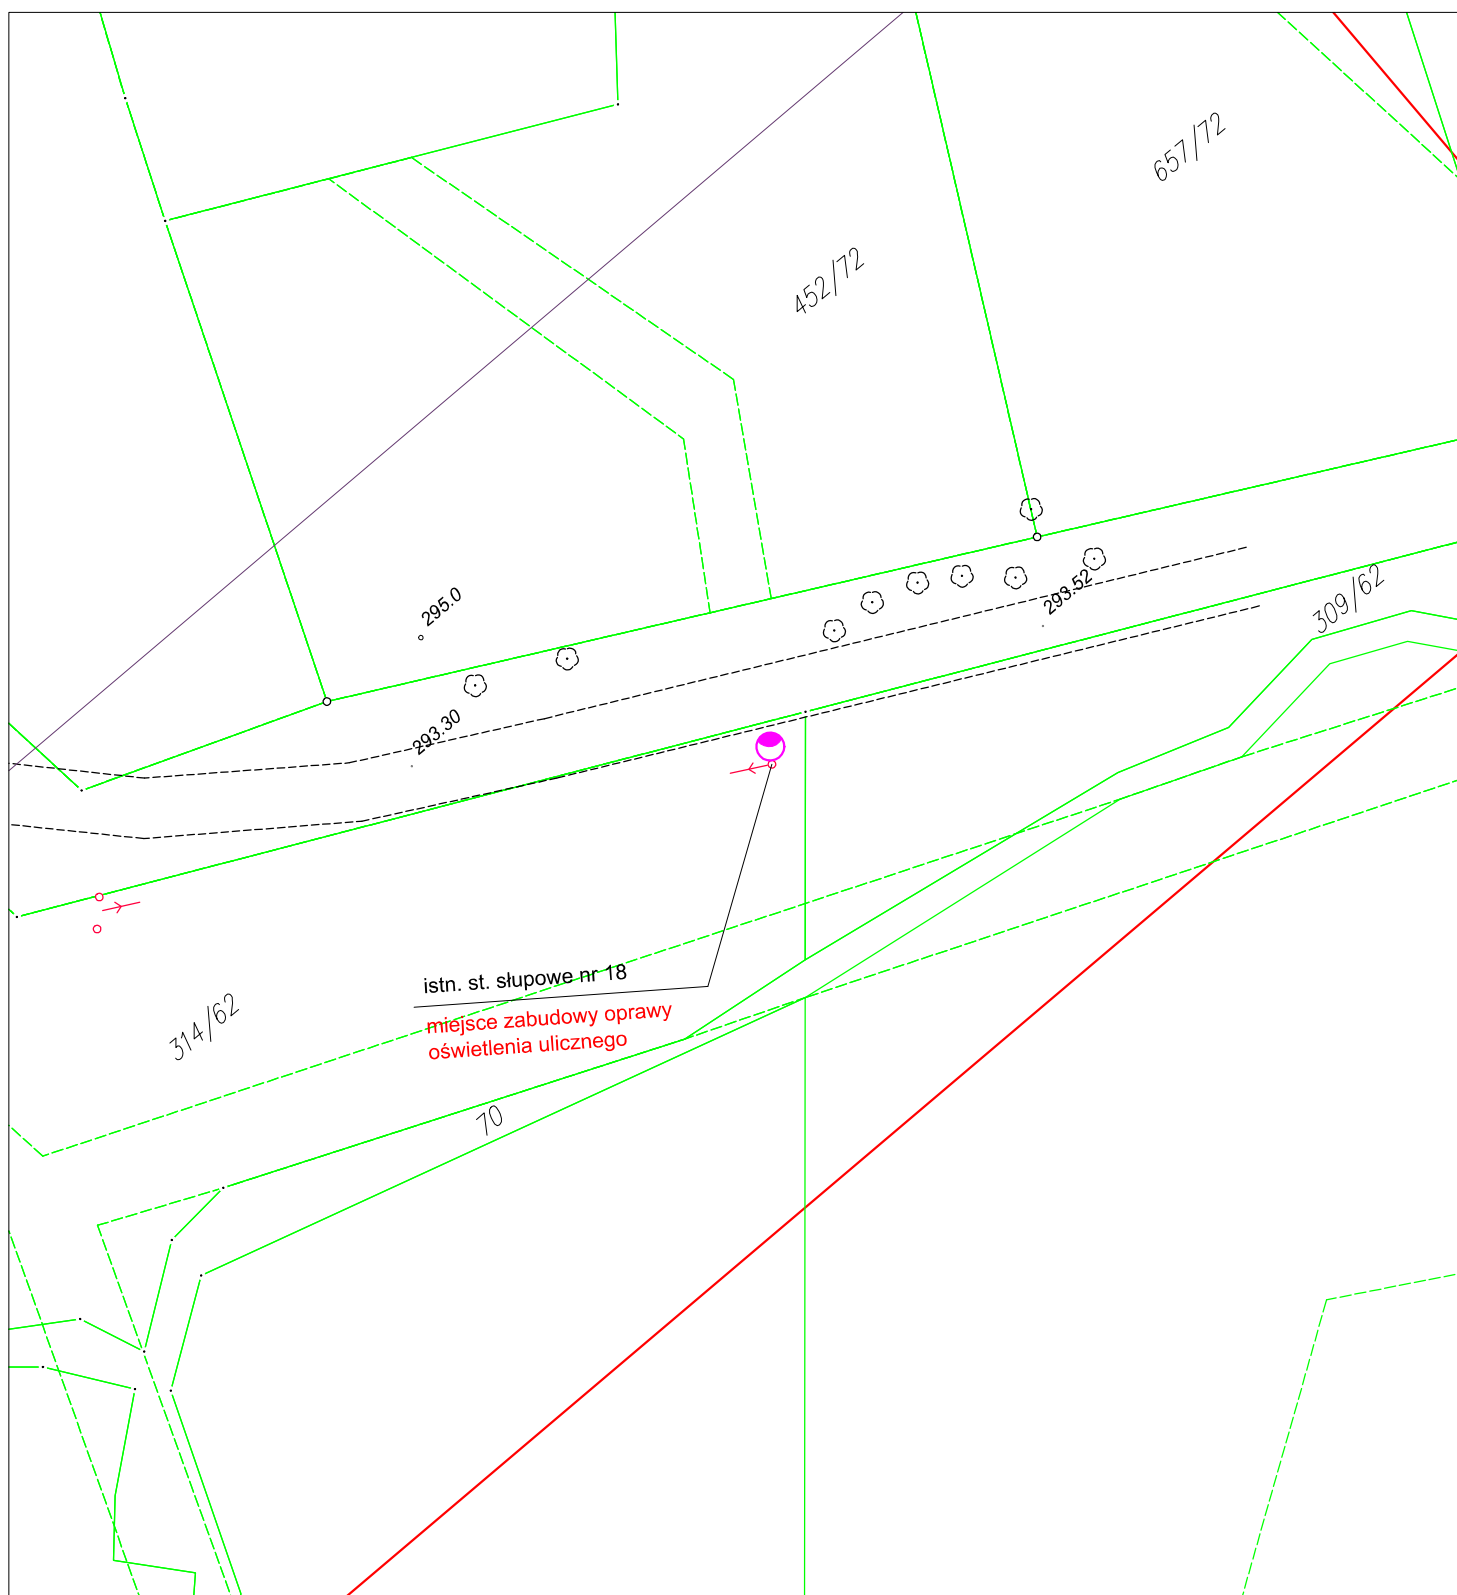 657/72
452/72
309/62
293.52
295.0
293.30
istn. st. słupowe nr 18
miejsce zabudowy oprawy
oświetlenia ulicznego
314/62
70